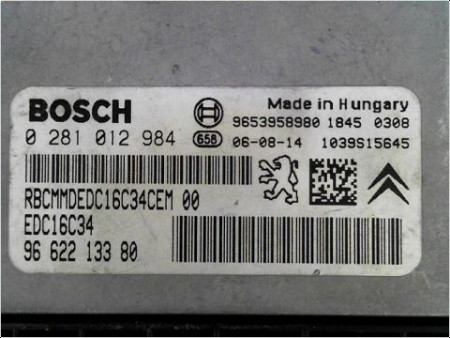 BOSCH
Made in Hungary
9653958980 1845 0308
0 281 012 984 658 06-08-14 1039S15645
RBCMMDEDC16C34CEM 00
EDC16C34
96 622 133 80